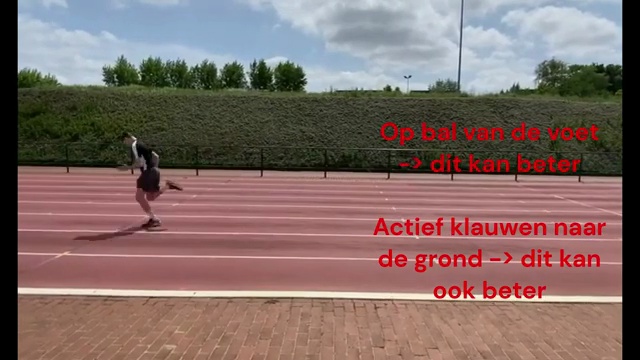 Op bal van de voet
-> dit kan beter
Actief klauwen naar
de grond -> dit kan
ook beter